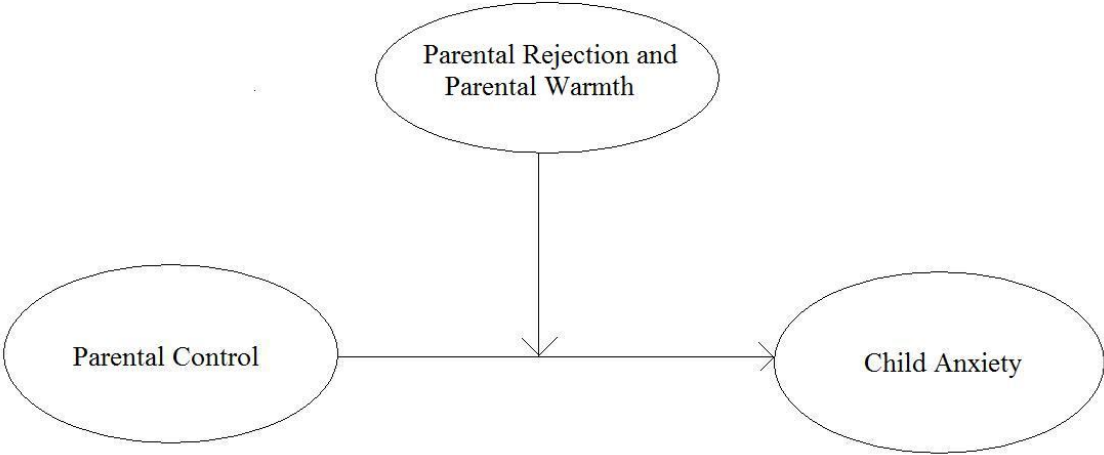 Parental Rejection and
Parental Warmth
Parental Control
Child Anxiety